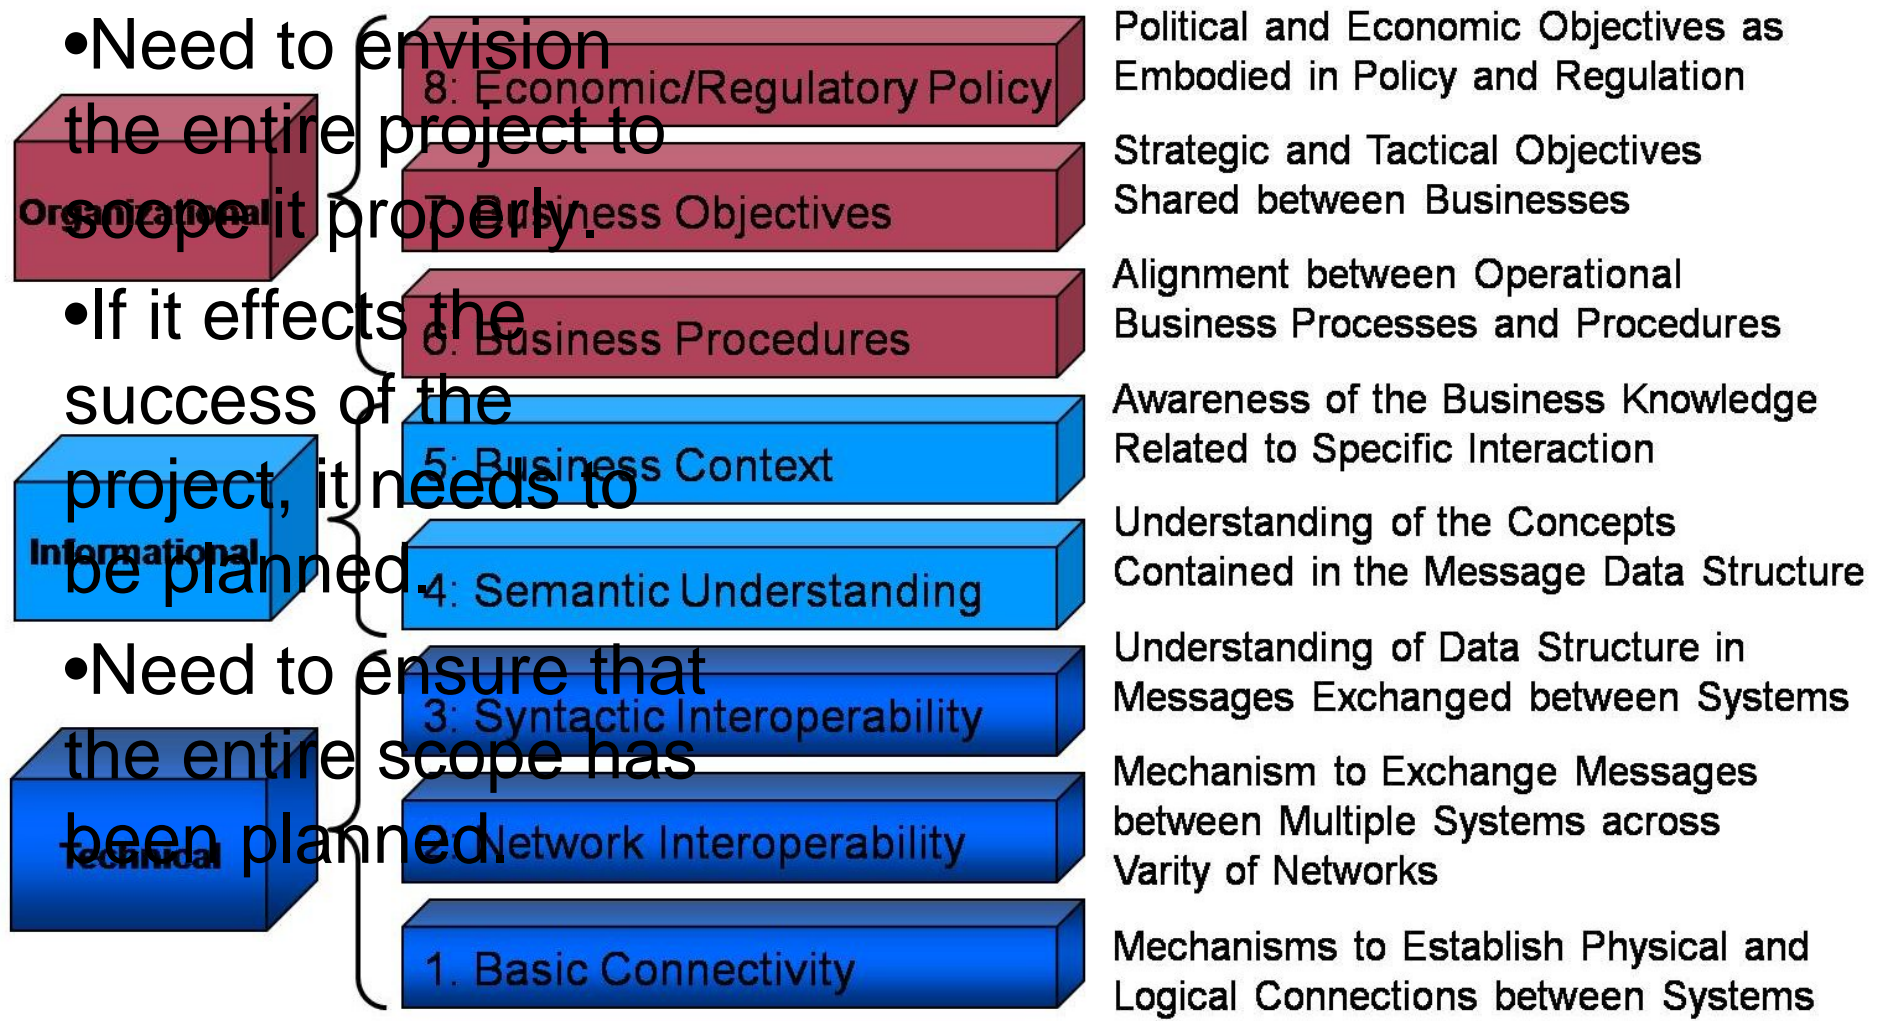 •Need to envision
the entire project to
scope it properly.
•If it effects the
success of the
project, it needs to
be planned.
•Need to ensure that
the entire scope has
been planned.
Organizational
8: Economic/Regulatory Policy
Political and Economic Objectives as
Embodied in Policy and Regulation
7: Business Objectives
Strategic and Tactical Objectives
Shared between Businesses
6: Business Procedures
Alignment between Operational
Business Processes and Procedures
Informational
5: Business Context
Awareness of the Business Knowledge
Related to Specific Interaction
4: Semantic Understanding
Understanding of the Concepts
Contained in the Message Data Structure
Technical
3: Syntactic Interoperability
Understanding of Data Structure in
Messages Exchanged between Systems
2: Network Interoperability
Mechanism to Exchange Messages
between Multiple Systems across
Varity of Networks
1. Basic Connectivity
Mechanisms to Establish Physical and
Logical Connections between Systems